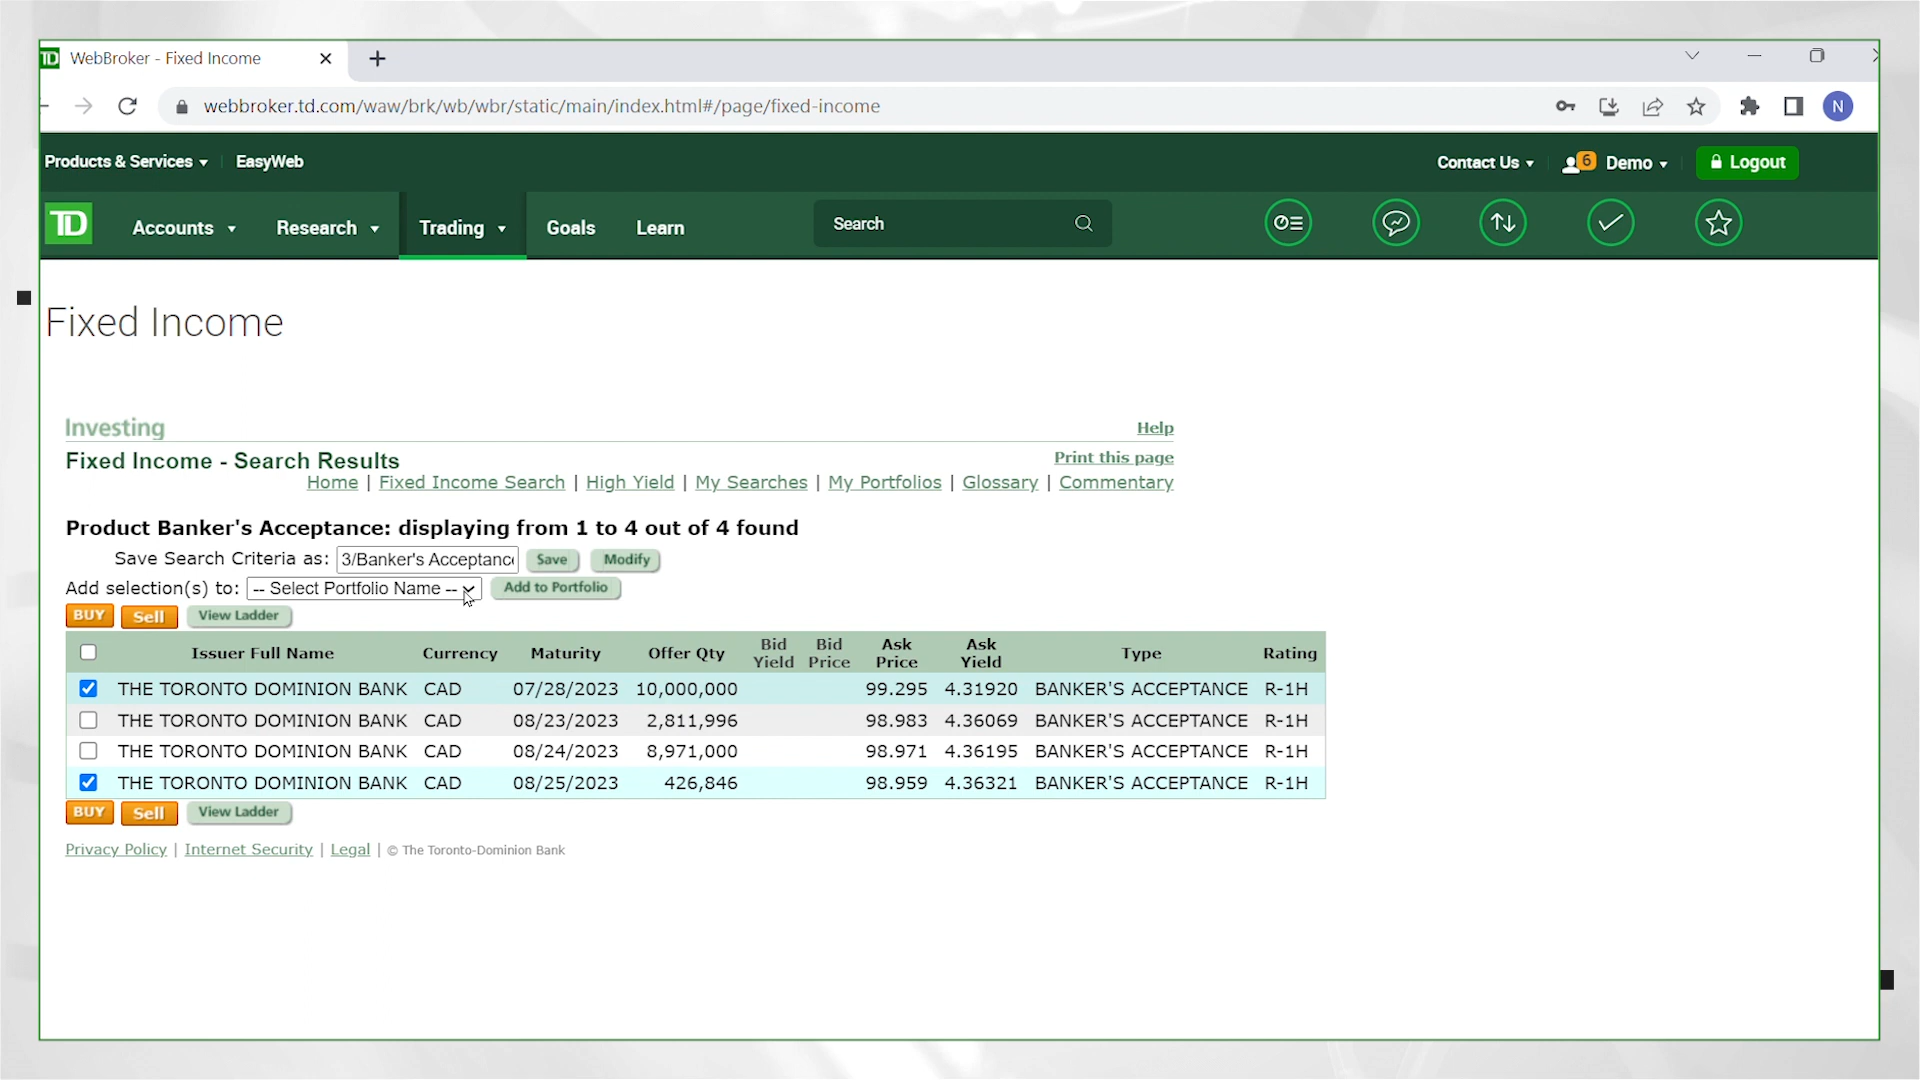 TD WebBroker - Fixed Income
webbroker.td.com/waw/brk/wb/wbr/static/main/index.html#/page/fixed-income
N
Products & Services EasyWeb Contact Us 6 Demo Logout
TD Accounts Research Trading Goals Learn Search
Fixed Income
Investing Help
Fixed Income - Search Results Print this page
Home | Fixed Income Search | High Yield | My Searches | My Portfolios | Glossary | Commentary
Product Banker's Acceptance: displaying from 1 to 4 out of 4 found
Save Search Criteria as: 3/Banker's Acceptance Save Modify
Add selection(s) to: -- Select Portfolio Name -- Add to Portfolio
BUY Sell View Ladder
Issuer Full Name Currency Maturity Offer Qty Bid Yield Bid Price Ask Price Ask Yield Type Rating
THE TORONTO DOMINION BANK CAD 07/28/2023 10,000,000 99.295 4.31920 BANKER'S ACCEPTANCE R-1H
THE TORONTO DOMINION BANK CAD 08/23/2023 2,811,996 98.983 4.36069 BANKER'S ACCEPTANCE R-1H
THE TORONTO DOMINION BANK CAD 08/24/2023 8,971,000 98.971 4.36195 BANKER'S ACCEPTANCE R-1H
THE TORONTO DOMINION BANK CAD 08/25/2023 426,846 98.959 4.36321 BANKER'S ACCEPTANCE R-1H
BUY Sell View Ladder
Privacy Policy | Internet Security | Legal | © The Toronto-Dominion Bank